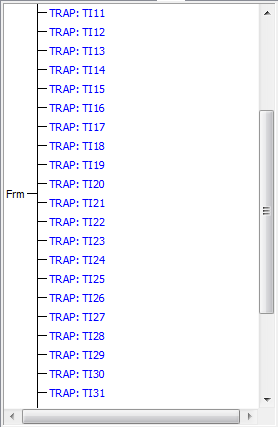 TRAP: TI11
TRAP: TI12
TRAP: TI13
TRAP: TI14
TRAP: TI15
TRAP: TI16
TRAP: TI17
TRAP: TI18
TRAP: TI19
TRAP: TI20
Frm
TRAP: TI21
TRAP: TI22
TRAP: TI23
TRAP: TI24
TRAP: TI25
TRAP: TI26
TRAP: TI27
TRAP: TI28
TRAP: TI29
TRAP: TI30
TRAP: TI31